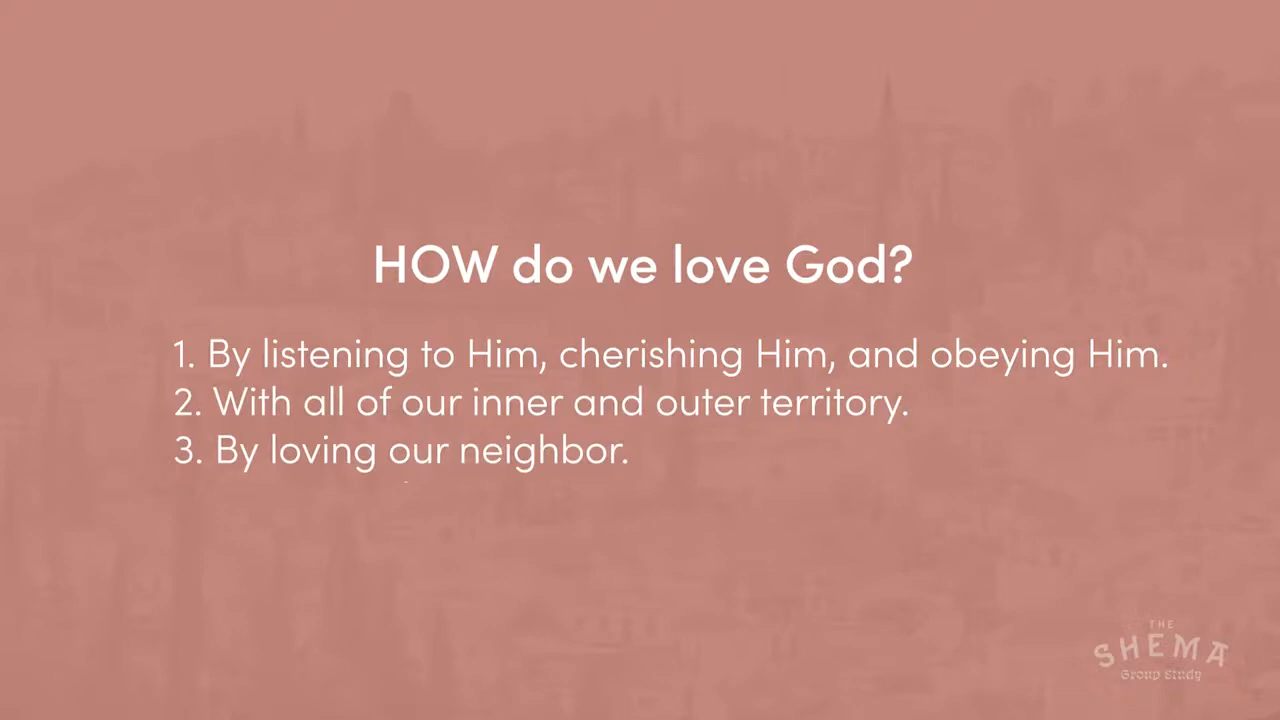 HOW do we love God?
1. By listening to Him, cherishing Him, and obeying Him.
2. With all of our inner and outer territory.
3. By loving our neighbor.
THE
SHEMA
Group Study